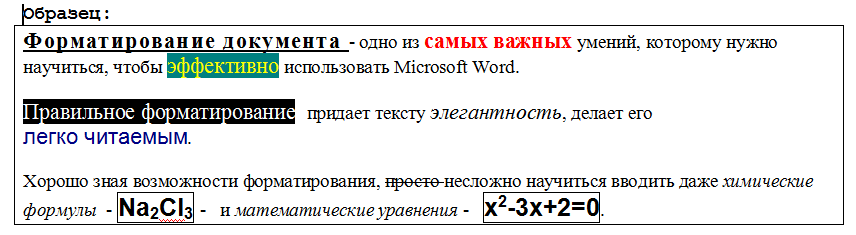 Образец:
Форматирование документа - одно из самых важных умений, которому нужно
научиться, чтобы эффективно использовать Microsoft Word.
Правильное форматирование придает тексту элегантность, делает его
легко читаемым.
Хорошо зная возможности форматирования, просто несложно научиться вводить даже химические
формулы - Na₂Cl₃ - и математические уравнения - x²-3x+2=0.